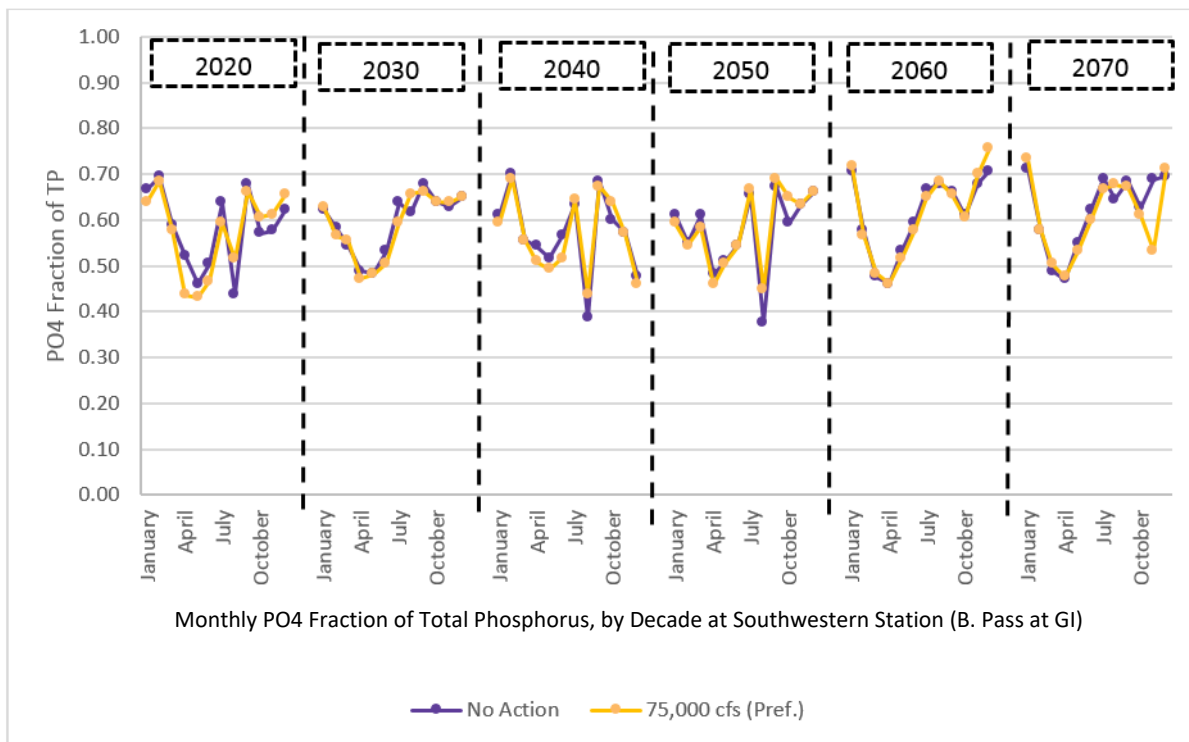 1.00
0.90
0.80
0.70
0.60
0.50
0.40
0.30
0.20
0.10
0.00
PO4 Fraction of TP
2020 2030 2040 2050 2060 2070
January April July October January April July October January April July October January April July October January April July October January April July October
Monthly PO4 Fraction of Total Phosphorus, by Decade at Southwestern Station (B. Pass at GI)
No Action 75,000 cfs (Pref.)